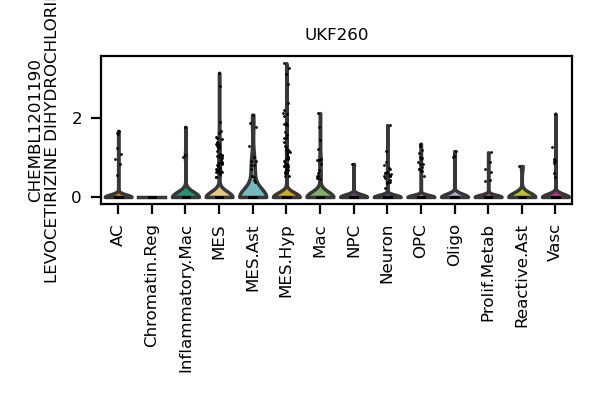 UKF260
CHEMBL1201190
LEVOCETIRIZINE DIHYDROCHLORI
2
0
AC
Chromatin.Reg
Inflammatory.Mac
MES
MES.Ast
MES.Hyp
Mac
NPC
Neuron
OPC
Oligo
Prolif.Metab
Reactive.Ast
Vasc